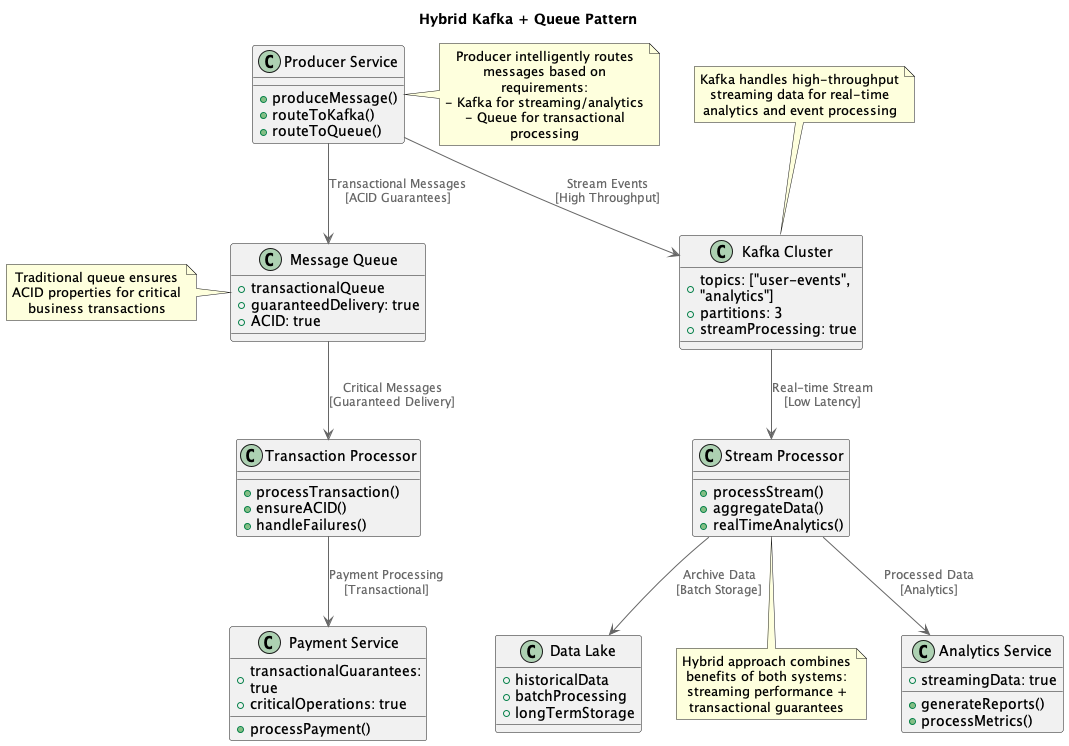 Hybrid Kafka + Queue Pattern
C Producer Service
produceMessage()
routeToKafka()
routeToQueue()
Producer intelligently routes
messages based on
requirements:
- Kafka for streaming/analytics
- Queue for transactional
processing
Kafka handles high-throughput
streaming data for real-time
analytics and event processing
Transactional Messages
[ACID Guarantees]
Stream Events
[High Throughput]
Traditional queue ensures
ACID properties for critical
business transactions
C Message Queue
transactionalQueue
guaranteedDelivery: true
ACID: true
C Kafka Cluster
topics: ["user-events",
"analytics"]
partitions: 3
streamProcessing: true
Critical Messages
[Guaranteed Delivery]
Real-time Stream
[Low Latency]
C Transaction Processor
processTransaction()
ensureACID()
handleFailures()
C Stream Processor
processStream()
aggregateData()
realTimeAnalytics()
Payment Processing
[Transactional]
Archive Data
[Batch Storage]
Processed Data
[Analytics]
C Payment Service
transactionalGuarantees:
true
criticalOperations: true
processPayment()
C Data Lake
historicalData
batchProcessing
longTermStorage
Hybrid approach combines
benefits of both systems:
streaming performance +
transactional guarantees
C Analytics Service
streamingData: true
generateReports()
processMetrics()